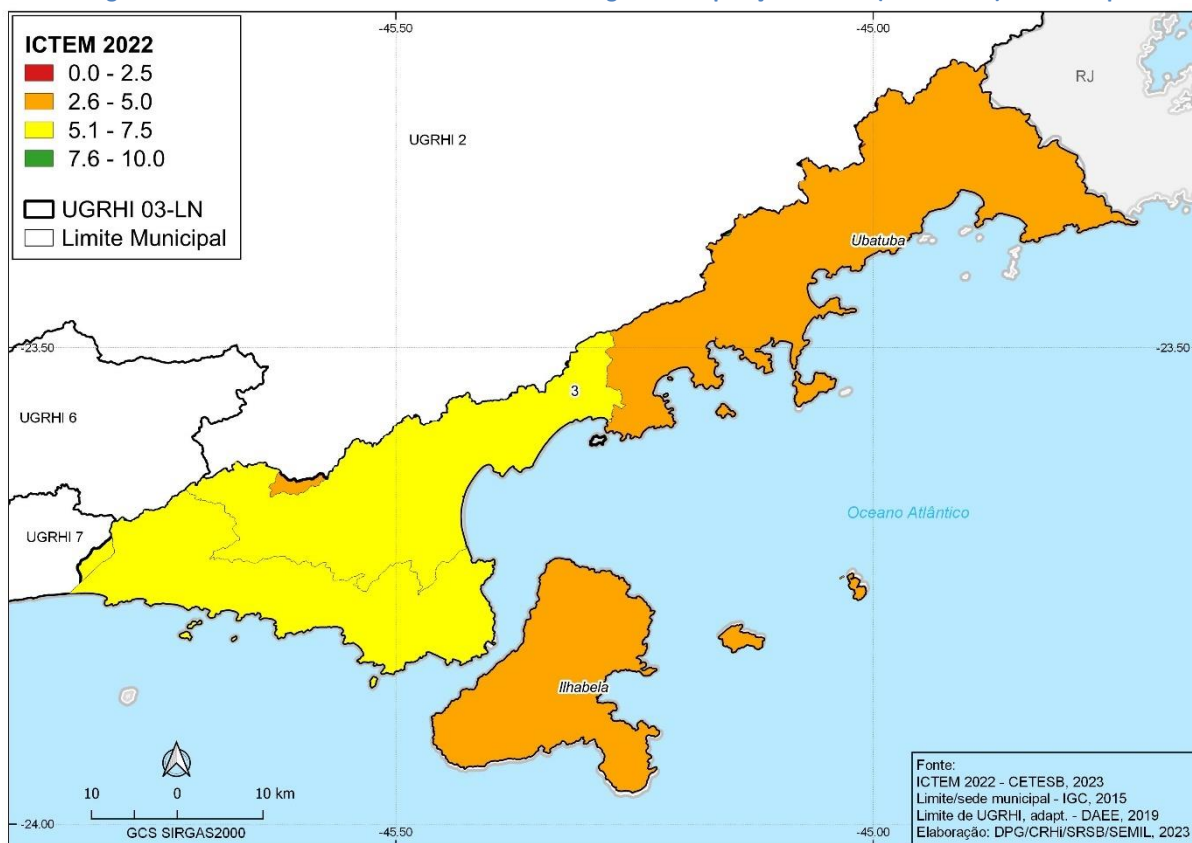 ICTEM 2022
0.0 - 2.5
2.6 - 5.0
5.1 - 7.5
7.6 - 10.0
UGRHI 03-LN
Limite Municipal
-45.50
-45.00
RJ
UGRHI 2
Ubatuba
-23.50
-23.50
3
UGRHI 6
UGRHI 7
Oceano Atlântico
Ilhabela
10 0 10 km
GCS SIRGAS2000
-24.00
-45.50
-45.00
Fonte:
ICTEM 2022 - CETESB, 2023
Limite/sede municipal - IGC, 2015
Limite de UGRHI, adapt. - DAEE, 2019
Elaboração: DPG/CRHi/SRSB/SEMIL, 2023